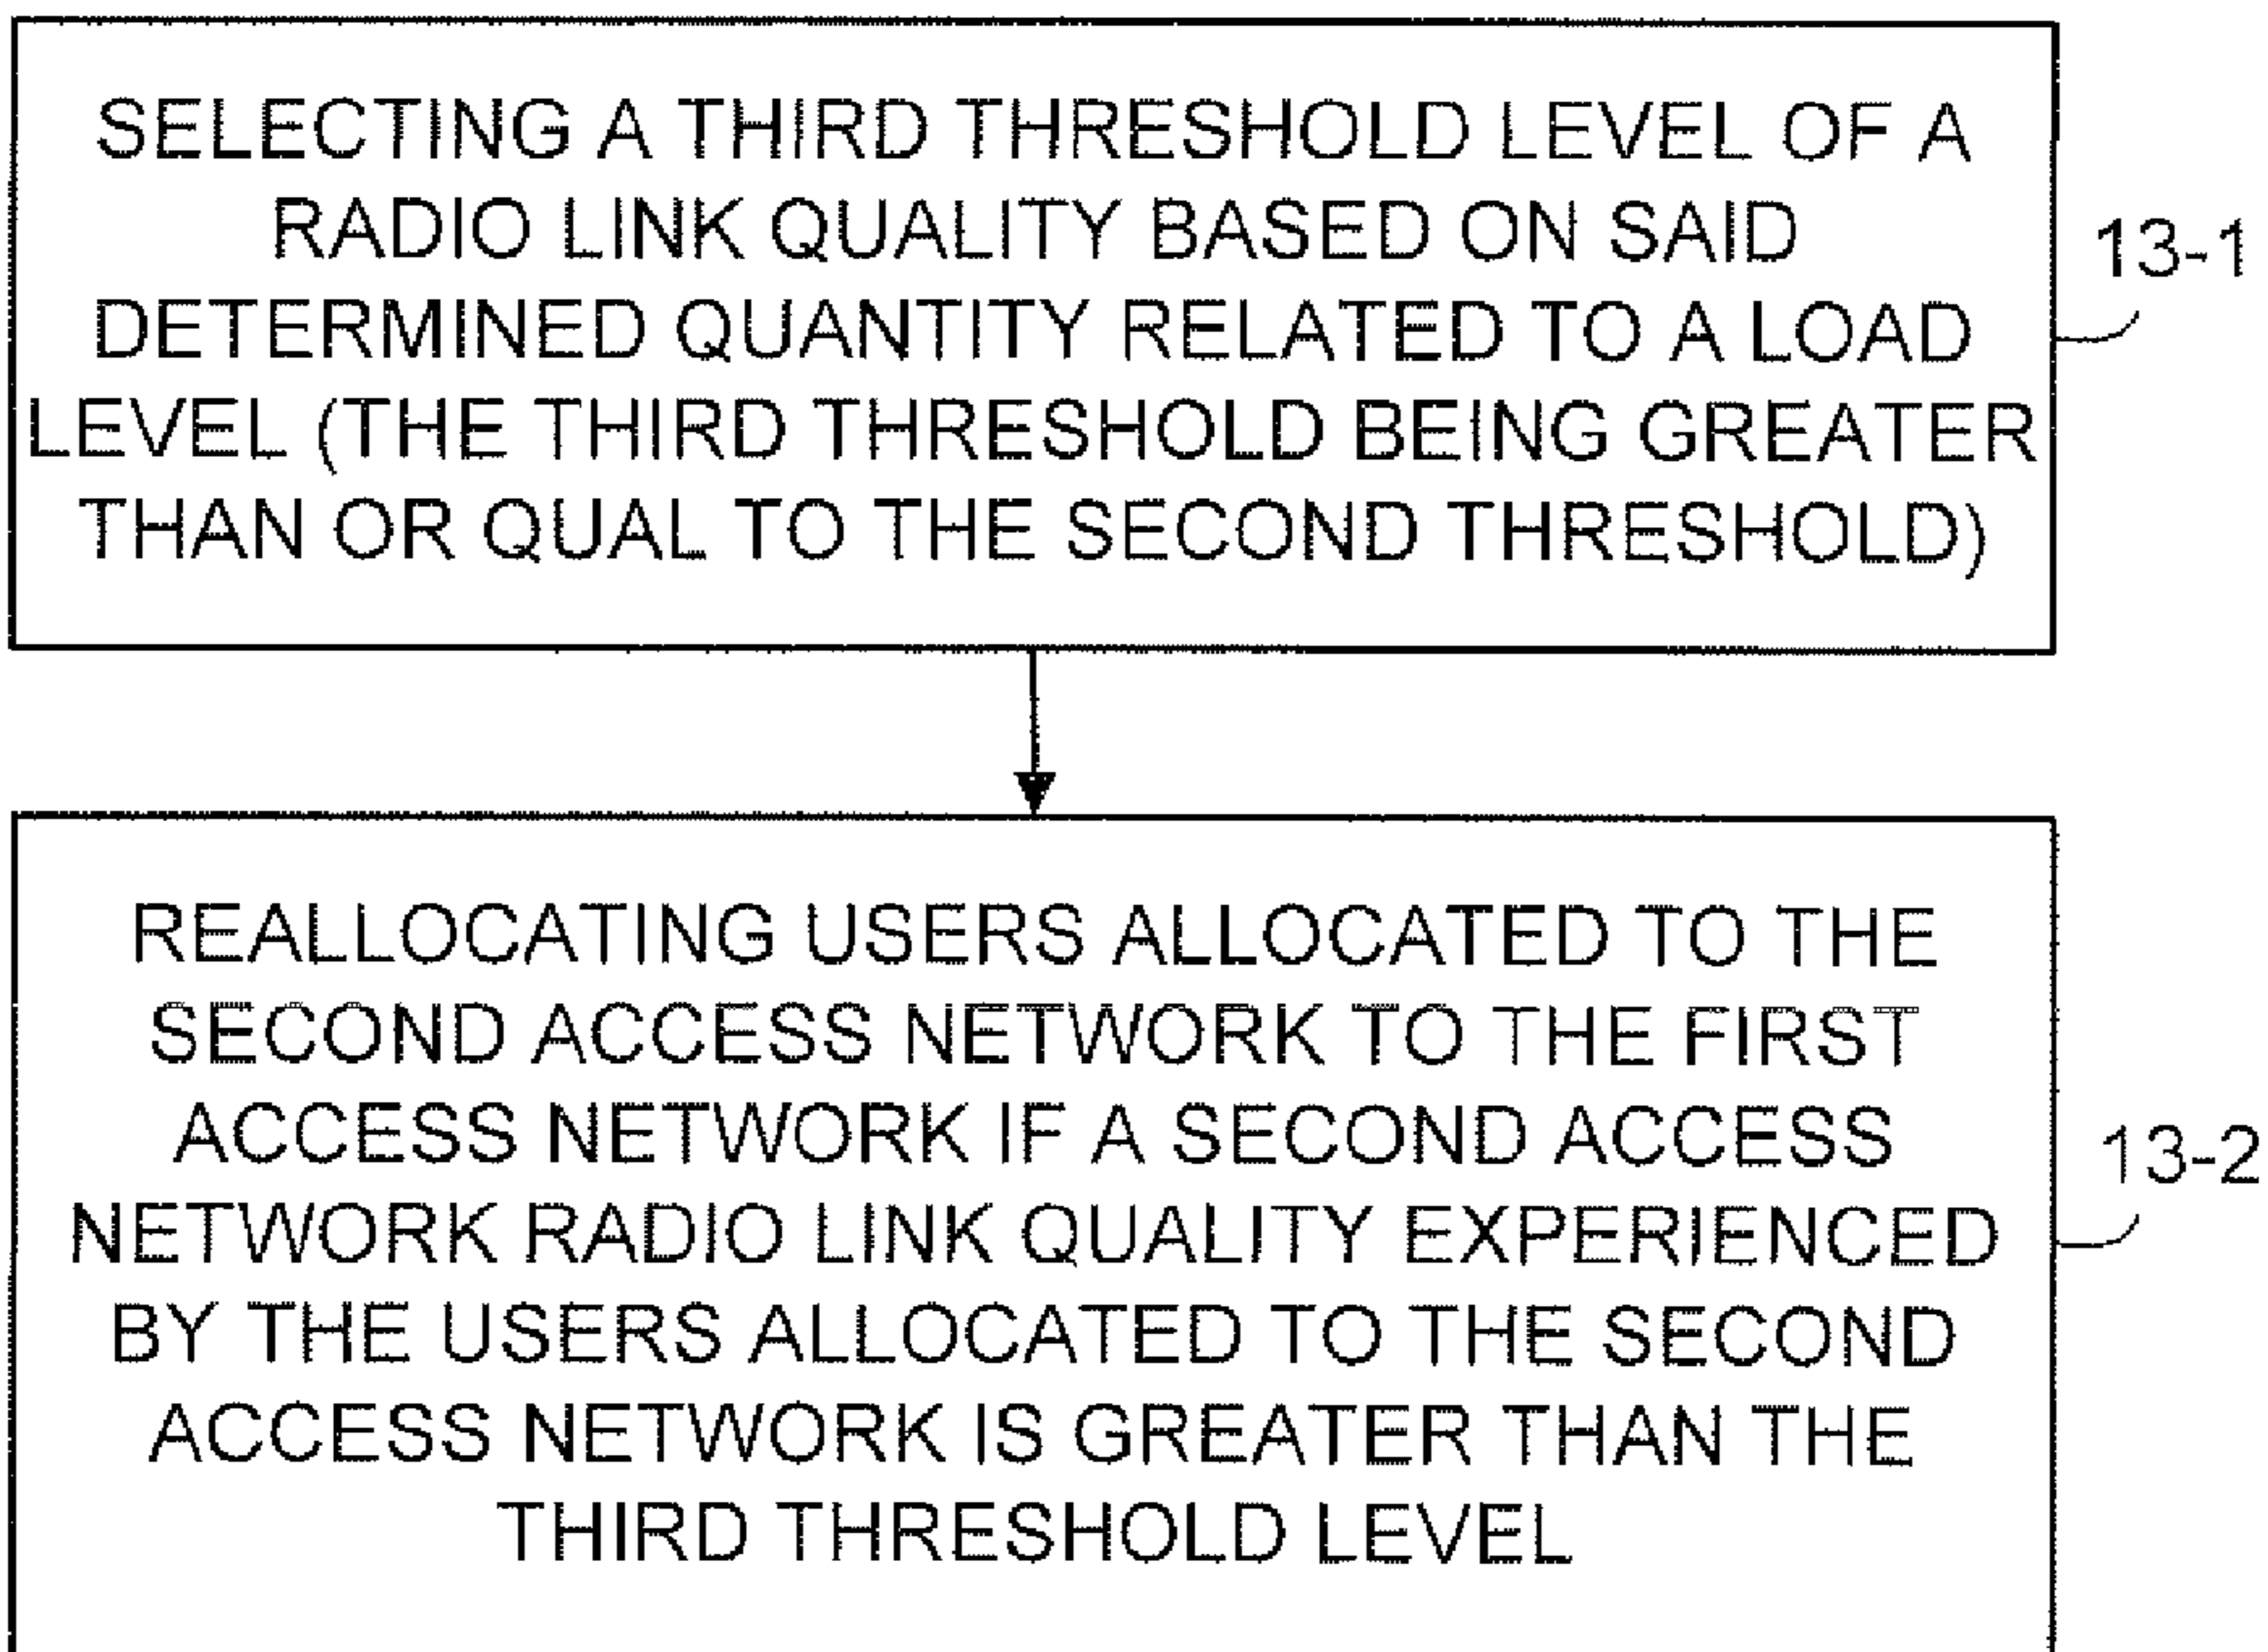 SELECTING A THIRD THRESHOLD LEVEL OF A
RADIO LINK QUALITY BASED ON SAID
DETERMINED QUANTITY RELATED TO A LOAD
LEVEL (THE THIRD THRESHOLD BEING GREATER
THAN OR QUAL TO THE SECOND THRESHOLD)
13-1
REALLOCATING USERS ALLOCATED TO THE
SECOND ACCESS NETWORK TO THE FIRST
ACCESS NETWORK IF A SECOND ACCESS
NETWORK RADIO LINK QUALITY EXPERIENCED
BY THE USERS ALLOCATED TO THE SECOND
ACCESS NETWORK IS GREATER THAN THE
THIRD THRESHOLD LEVEL
13-2